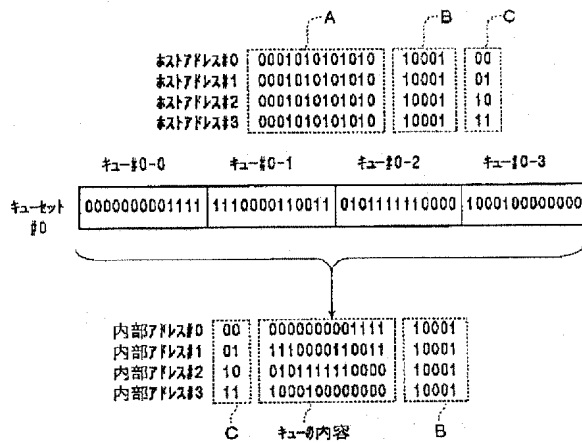 A B C
ホストアドレス#0 0001010101010 10001 00
ホストアドレス#1 0001010101010 10001 01
ホストアドレス#2 0001010101010 10001 10
ホストアドレス#3 0001010101010 10001 11
キュー#0-0 キュー#0-1 キュー#0-2 キュー#0-3
キューセット #0 0000000001111 1110000110011 0101111110000 1000100000000
内部アドレス#0 00 0000000001111 10001
内部アドレス#1 01 1110000110011 10001
内部アドレス#2 10 0101111110000 10001
内部アドレス#3 11 1000100000000 10001
C キューの内容 B